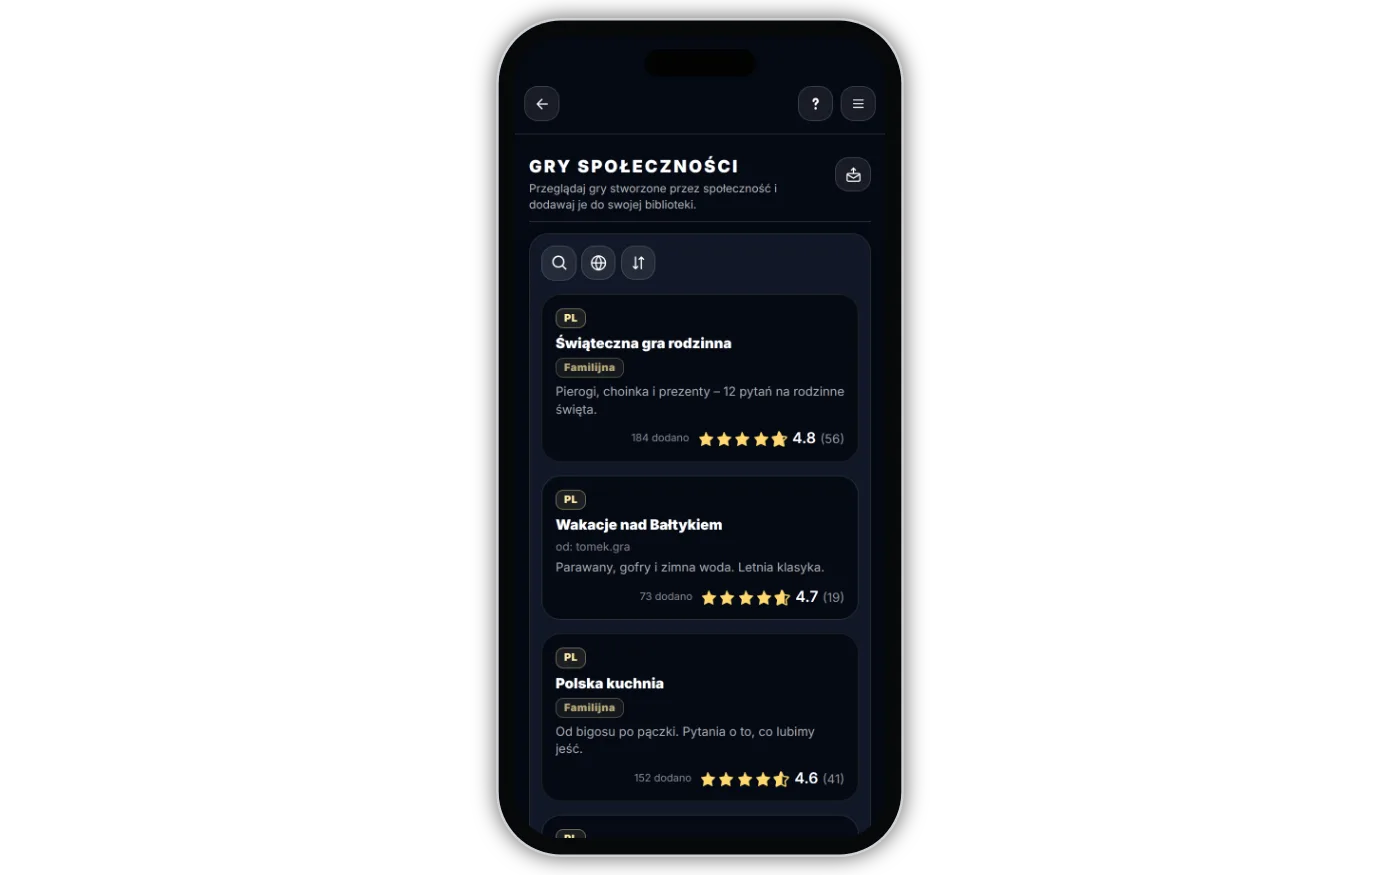 ?
GRY SPOŁECZNOŚCI
Przeglądaj gry stworzone przez społeczność i
dodawaj je do swojej biblioteki.
PL
Świąteczna gra rodzinna
Familijna
Pierogi, choinka i prezenty – 12 pytań na rodzinne
święta.
184 dodano 4.8 (56)
PL
Wakacje nad Bałtykiem
od: tomek.gra
Parawany, gofry i zimna woda. Letnia klasyka.
73 dodano 4.7 (19)
PL
Polska kuchnia
Familijna
Od bigosu po pączki. Pytania o to, co lubimy
jeść.
152 dodano 4.6 (41)
PL